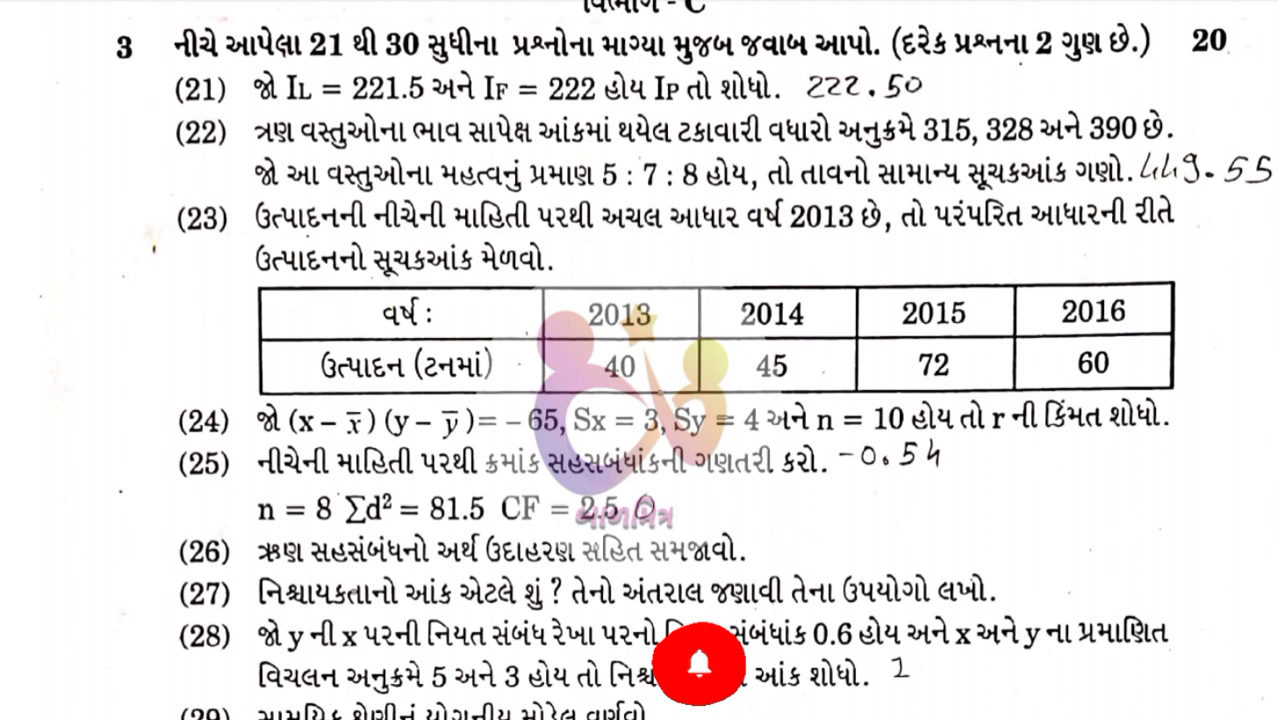 વિભાગ - C
3 નીચે આપેલા 21 થી 30 સુધીના પ્રશ્નોના માગ્યા મુજબ જવાબ આપો. (દરેક પ્રશ્નના 2 ગુણ છે.) 20
(21) જો IL = 221.5 અને IF = 222 હોય IP તો શોધો. 222.50
(22) ત્રણ વસ્તુઓના ભાવ સાપેક્ષ આંકમાં થયેલ ટકાવારી વધારો અનુક્રમે 315, 328 અને 390 છે.
જો આ વસ્તુઓના મહત્વનું પ્રમાણ 5 : 7 : 8 હોય, તો તાવનો સામાન્ય સૂચકઆંક ગણો. 449.55
(23) ઉત્પાદનની નીચેની માહિતી પરથી અચલ આધાર વર્ષ 2013 છે, તો પરંપરિત આધારની રીતે
ઉત્પાદનનો સૂચકઆંક મેળવો.
વર્ષ : 2013 2014 2015 2016
ઉત્પાદન (ટનમાં) 40 45 72 60
(24) જો (x – x̅) (y – y̅) = – 65, Sx = 3, Sy = 4 અને n = 10 હોય તો r ની કિંમત શોધો.
(25) નીચેની માહિતી પરથી ક્રમાંક સહસબંધાંકની ગણતરી કરો. -0.54
n = 8 ∑d² = 81.5 CF = 2.5 0
બાળમિત્ર
(26) ઋણ સહસંબંધનો અર્થ ઉદાહરણ સહિત સમજાવો.
(27) નિશ્ચાયકતાનો આંક એટલે શું ? તેનો અંતરાલ જણાવી તેના ઉપયોગો લખો.
(28) જો y ની x પરની નિયત સંબંધ રેખા પરનો સંબંધાંક 0.6 હોય અને x અને y ના પ્રમાણિત
વિચલન અનુક્રમે 5 અને 3 હોય તો આંક શોધો. 1
(29) સામયિક શ્રેણીનું યોગનીય મોડેલ વર્ણવો